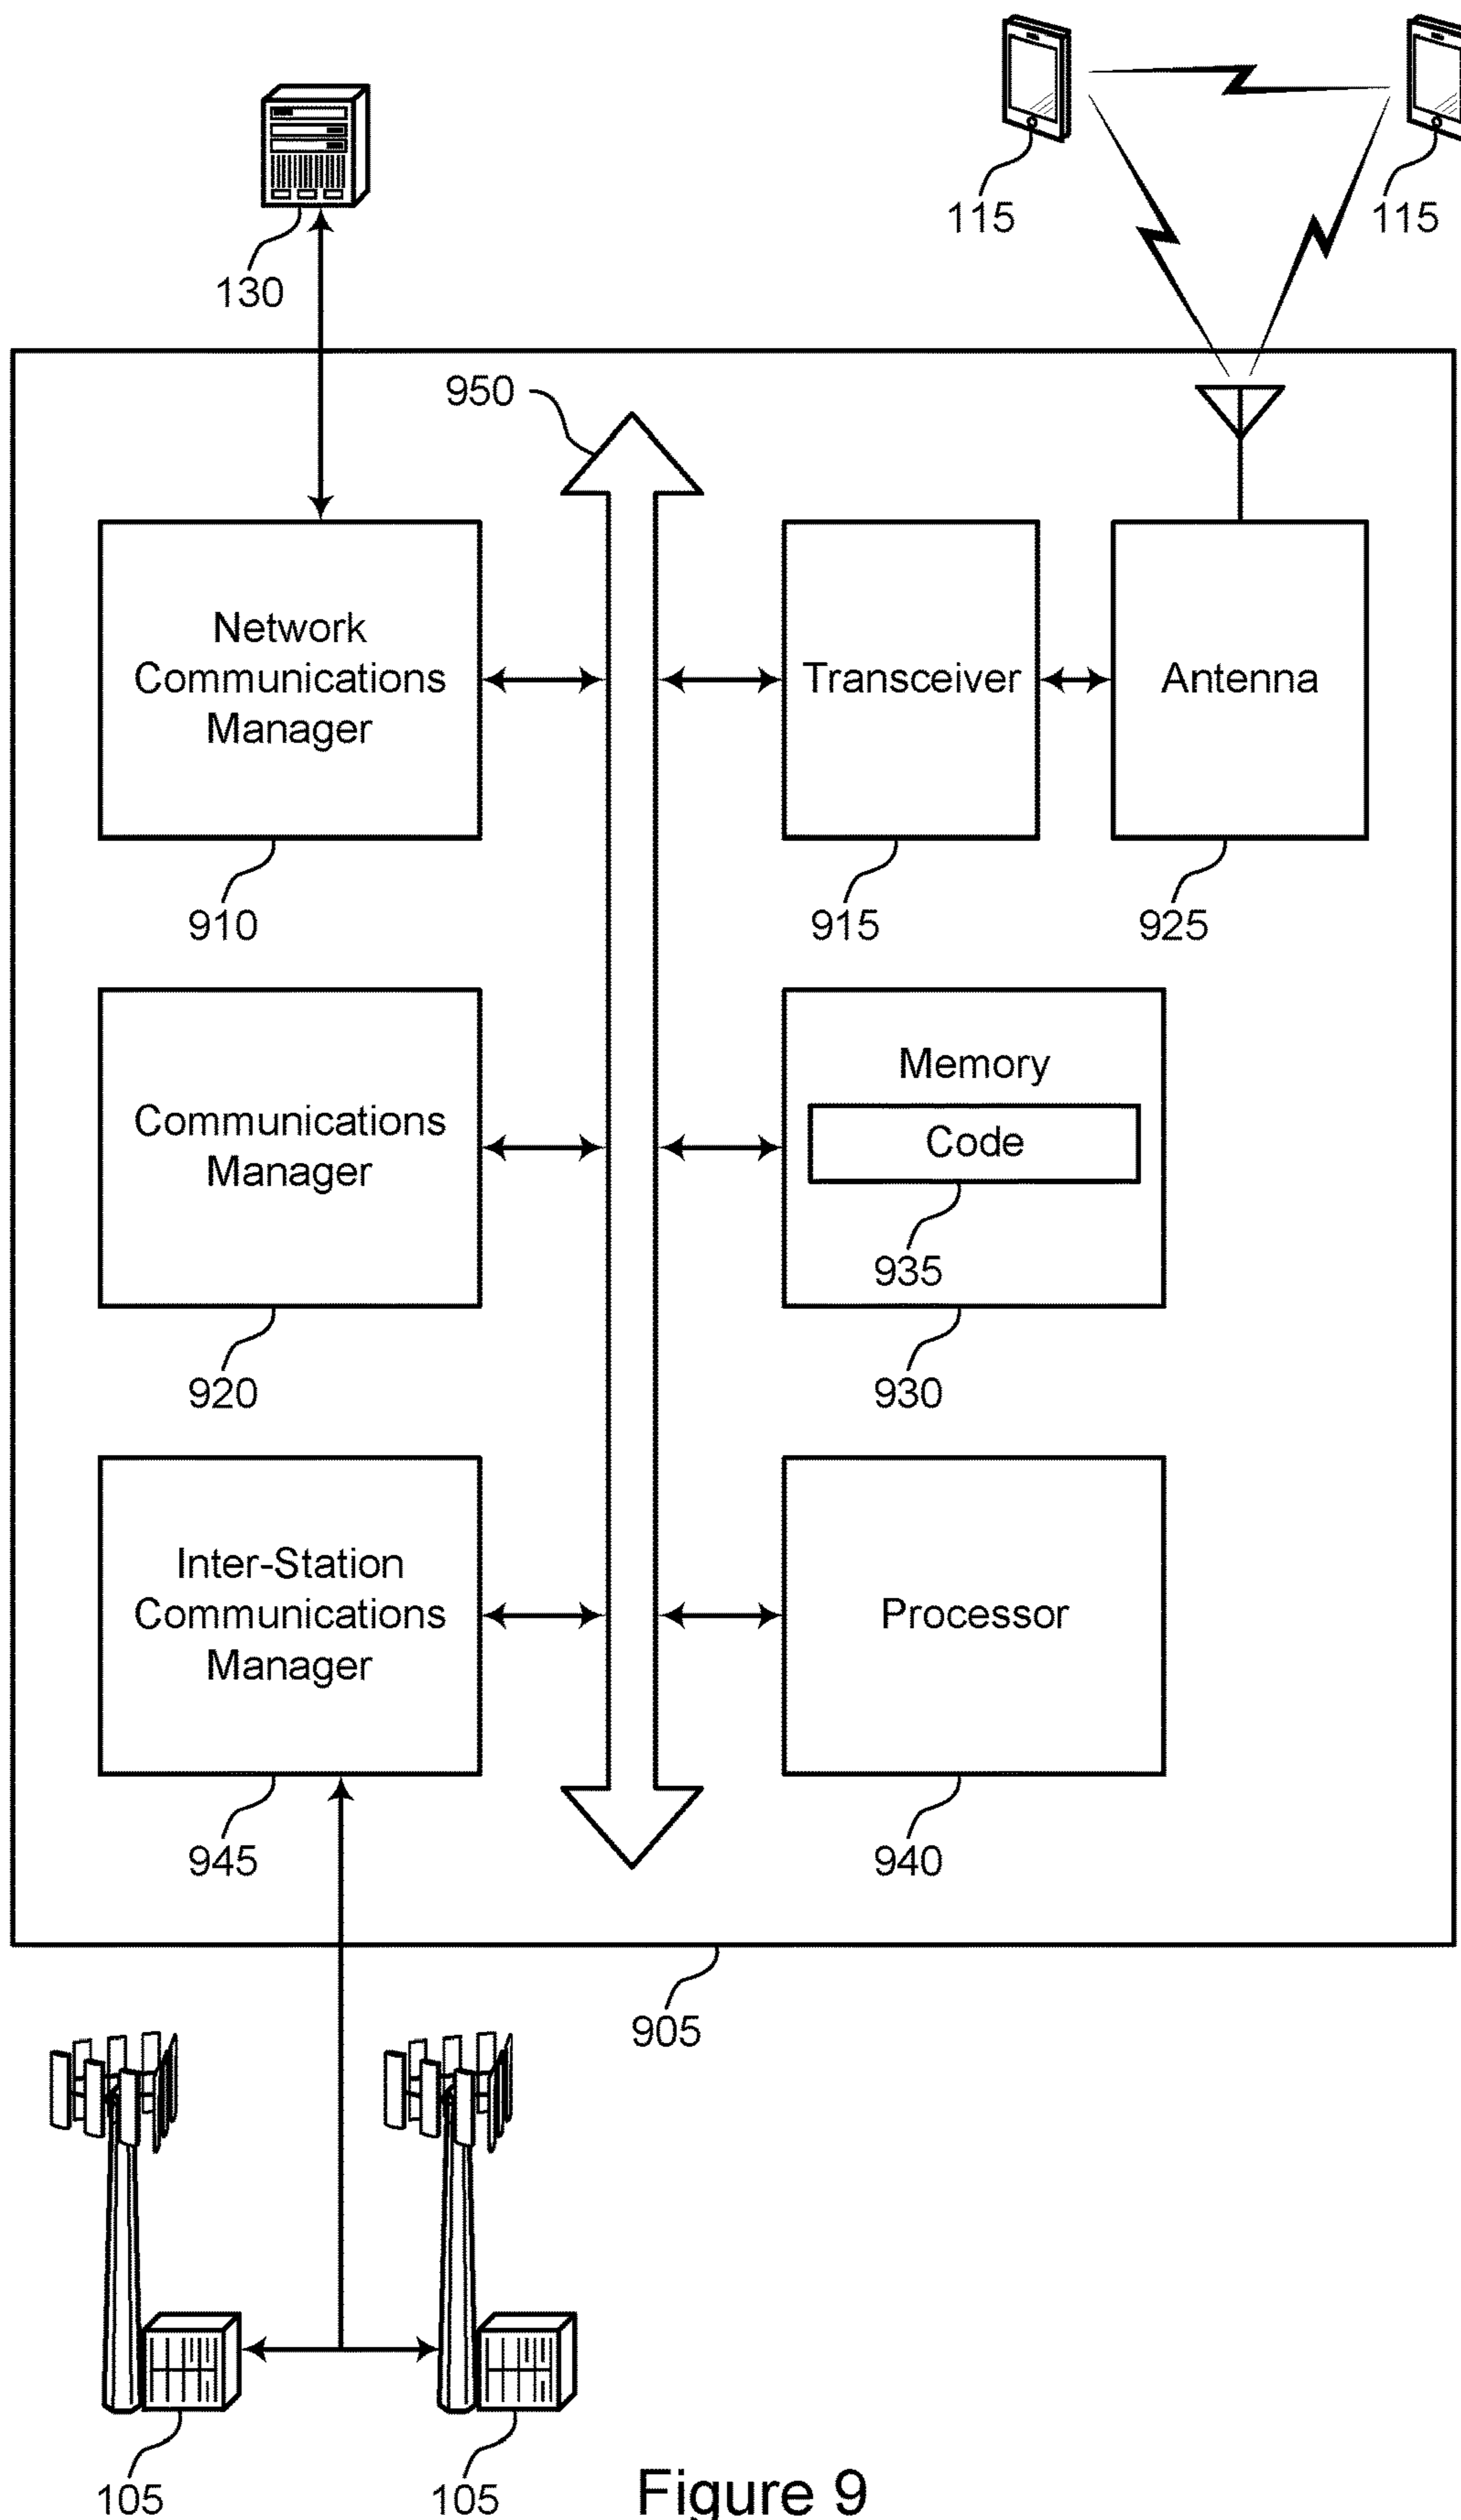 115
115
130
950
Network
Communications
Manager
Transceiver
Antenna
910
915
925
Communications
Manager
Memory
Code
935
920
930
Inter-Station
Communications
Manager
Processor
945
940
905
105
105
Figure 9